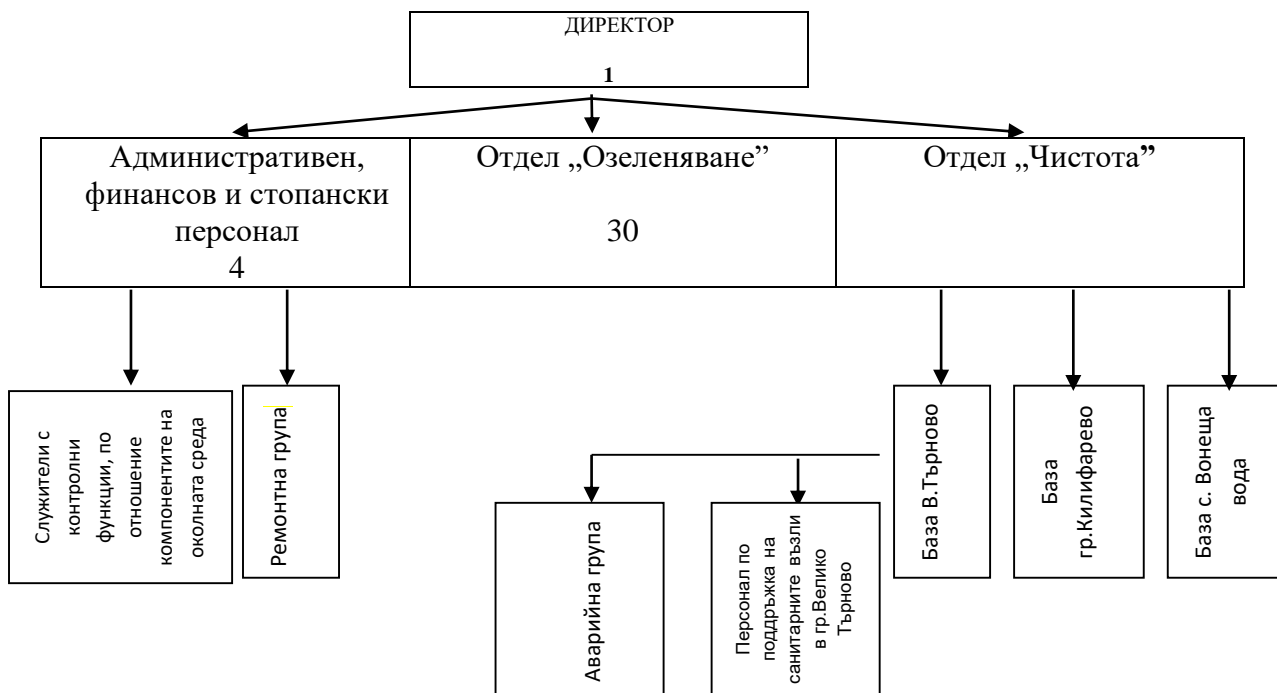 ДИРЕКТОР
1
Административен,
финансов и стопански
персонал
4
Отдел „Озеленяване”
30
Отдел „Чистота”
Служители с
контролни
функции, по
отношение
компонентите на
околната среда
Ремонтна група
Аварийна група
Персонал по
поддръжка на
санитарните възли
в гр.Велико
Търново
База В.Търново
База
гр.Килифарево
База с. Вонеща
вода